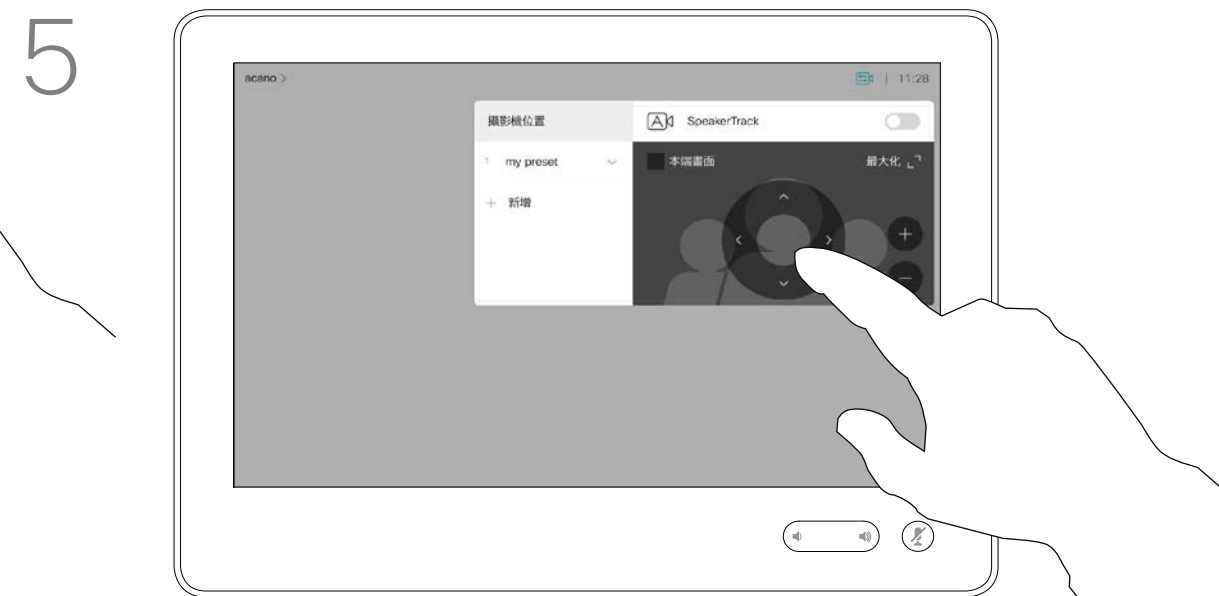 5
acano >
11:28
攝影機位置
SpeakerTrack
1 my preset
本端畫面
最大化
+ 新增